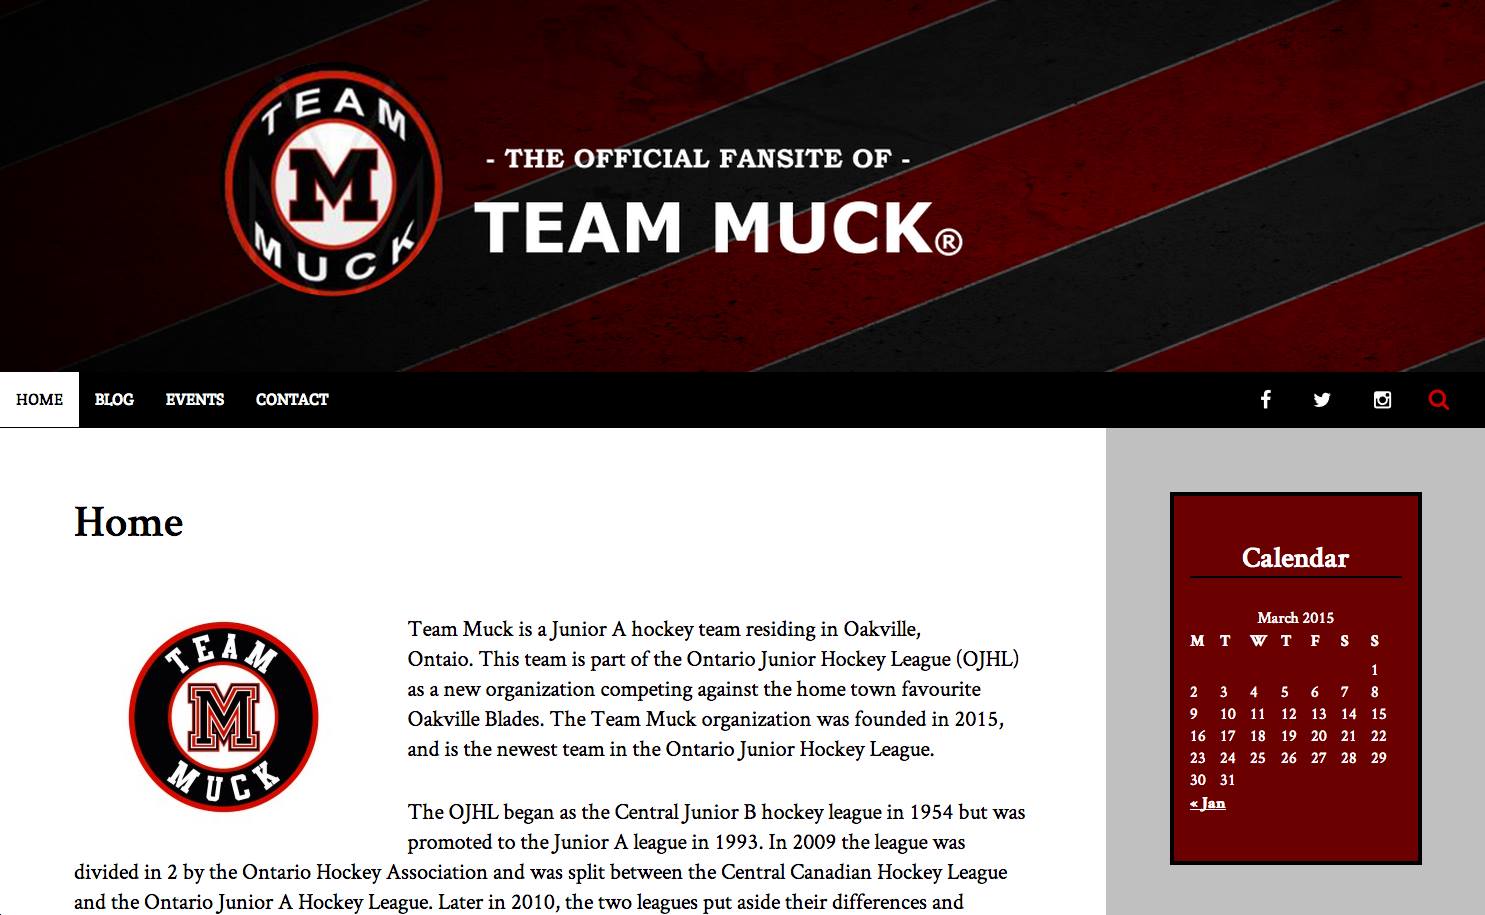 TEAM
M
MUCK
- THE OFFICIAL FANSITE OF -
TEAM MUCK®
HOME BLOG EVENTS CONTACT
Home
TEAM
M
MUCK
Team Muck is a Junior A hockey team residing in Oakville,
Ontaio. This team is part of the Ontario Junior Hockey League (OJHL)
as a new organization competing against the home town favourite
Oakville Blades. The Team Muck organization was founded in 2015,
and is the newest team in the Ontario Junior Hockey League.
The OJHL began as the Central Junior B hockey league in 1954 but was
promoted to the Junior A league in 1993. In 2009 the league was
divided in 2 by the Ontario Hockey Association and was split between the Central Canadian Hockey League
and the Ontario Junior A Hockey League. Later in 2010, the two leagues put aside their differences and
Calendar
March 2015
M T W T F S S
1
2 3 4 5 6 7 8
9 10 11 12 13 14 15
16 17 18 19 20 21 22
23 24 25 26 27 28 29
30 31
« Jan